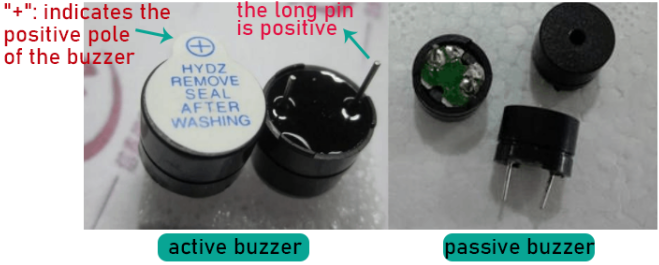 "+": indicates the
positive pole
of the buzzer
the long pin
is positive
+
HYDZ
REMOVE
SEAL
AFTER
WASHING
active buzzer
passive buzzer